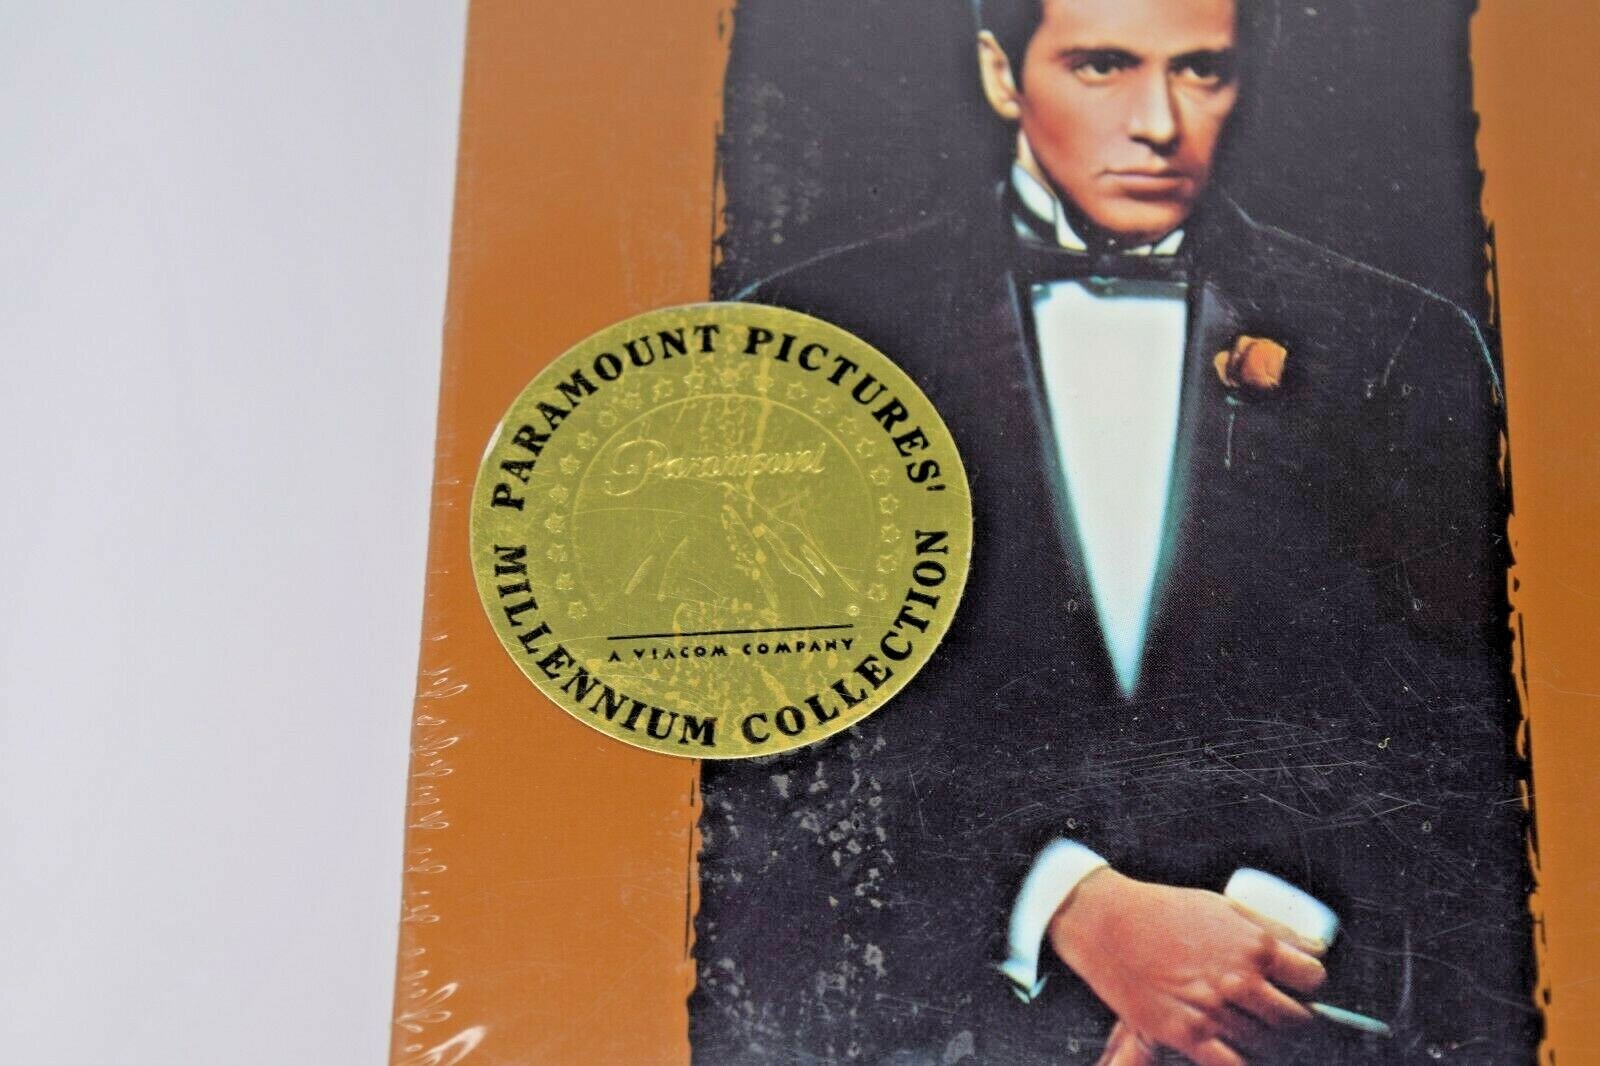 PARAMOUNT PICTURES'
Paramount
®
A VIACOM COMPANY
MILLENNIUM COLLECTION